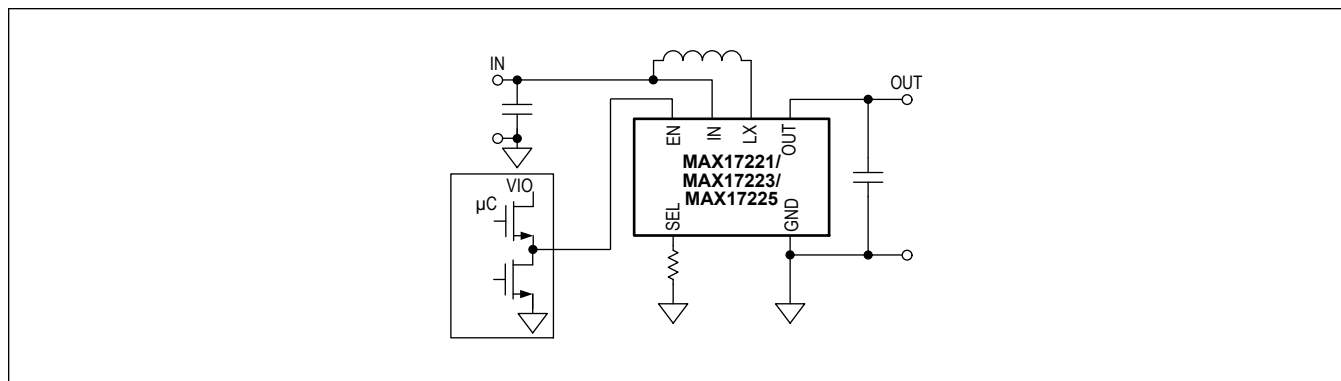 IN
OUT
EN
IN
LX
OUT
MAX17221/
MAX17223/
MAX17225
SEL
GND
VIO
µC